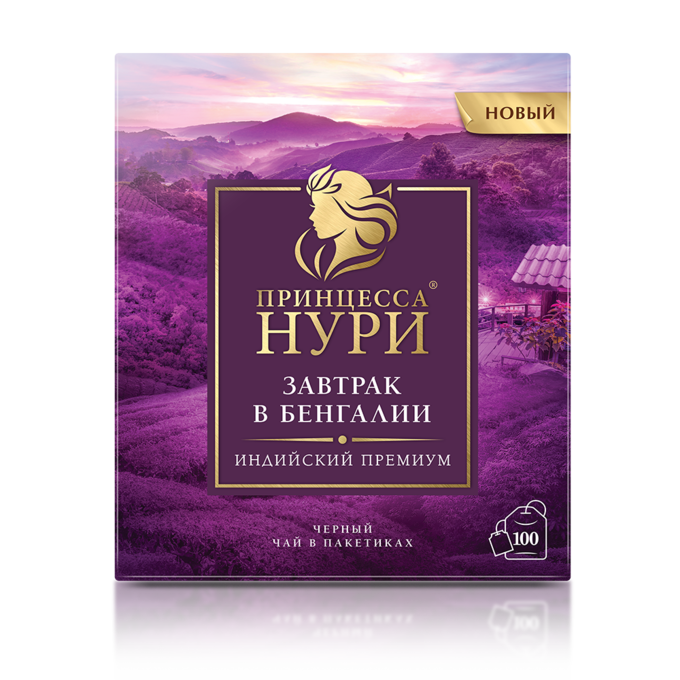 НОВЫЙ
ПРИНЦЕССА®
НУРИ
ЗАВТРАК
В БЕНГАЛИИ
ИНДИЙСКИЙ ПРЕМИУМ
ЧЕРНЫЙ
ЧАЙ В ПАКЕТИКАХ
100